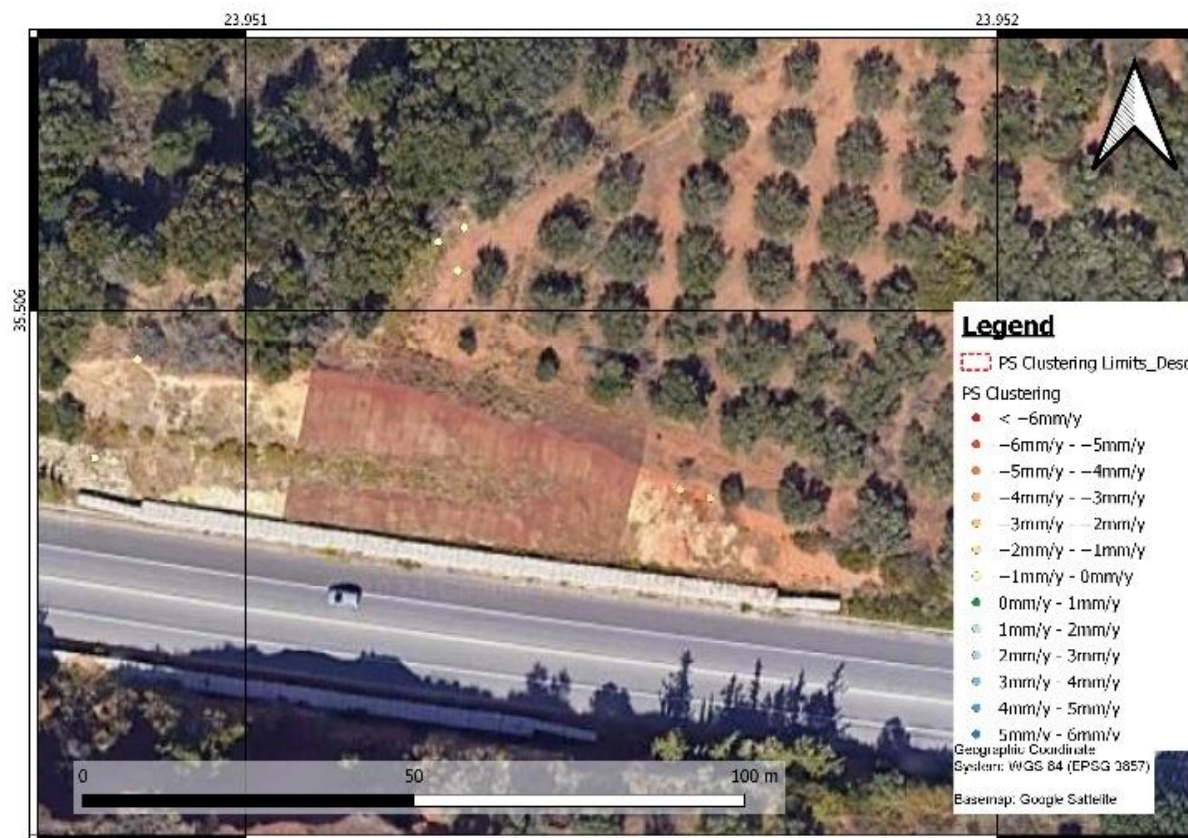 23.951
23.952
35.506
Legend
PS Clustering Limits_Desc
PS Clustering
< −6mm/y
−6mm/y - −5mm/y
−5mm/y - −4mm/y
−4mm/y - −3mm/y
−3mm/y - −2mm/y
−2mm/y - −1mm/y
−1mm/y - 0mm/y
0mm/y - 1mm/y
1mm/y - 2mm/y
2mm/y - 3mm/y
3mm/y - 4mm/y
4mm/y - 5mm/y
5mm/y - 6mm/y
Geographic Coordinate
System: WGS 84 (EPSG 3857)
Basemap: Google Sattelite
0 50 100 m